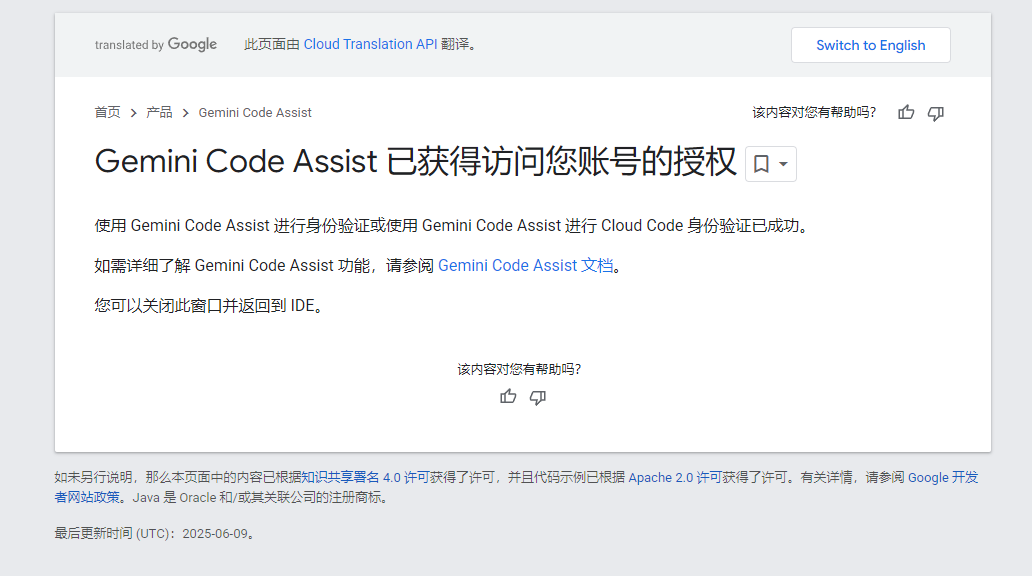 translated by Google
此页面由 Cloud Translation API 翻译。
Switch to English
首页
产品
Gemini Code Assist
该内容对您有帮助吗？
Gemini Code Assist 已获得访问您账号的授权
使用 Gemini Code Assist 进行身份验证或使用 Gemini Code Assist 进行 Cloud Code 身份验证已成功。
如需详细了解 Gemini Code Assist 功能，请参阅 Gemini Code Assist 文档。
您可以关闭此窗口并返回到 IDE。
该内容对您有帮助吗？
如未另行说明，那么本页面中的内容已根据知识共享署名 4.0 许可获得了许可，并且代码示例已根据 Apache 2.0 许可获得了许可。有关详情，请参阅 Google 开发
者网站政策。Java 是 Oracle 和/或其关联公司的注册商标。
最后更新时间 (UTC)：2025-06-09。